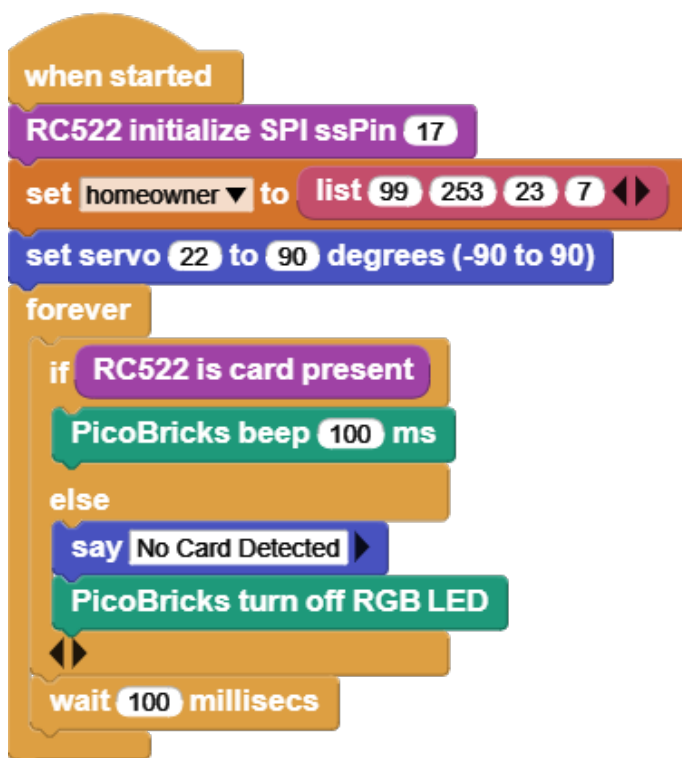 when started
RC522 initialize SPI ssPin 17
set homeowner to list 99 253 23 7
set servo 22 to 90 degrees (-90 to 90)
forever
if RC522 is card present
PicoBricks beep 100 ms
else
say No Card Detected
PicoBricks turn off RGB LED
wait 100 millisecs